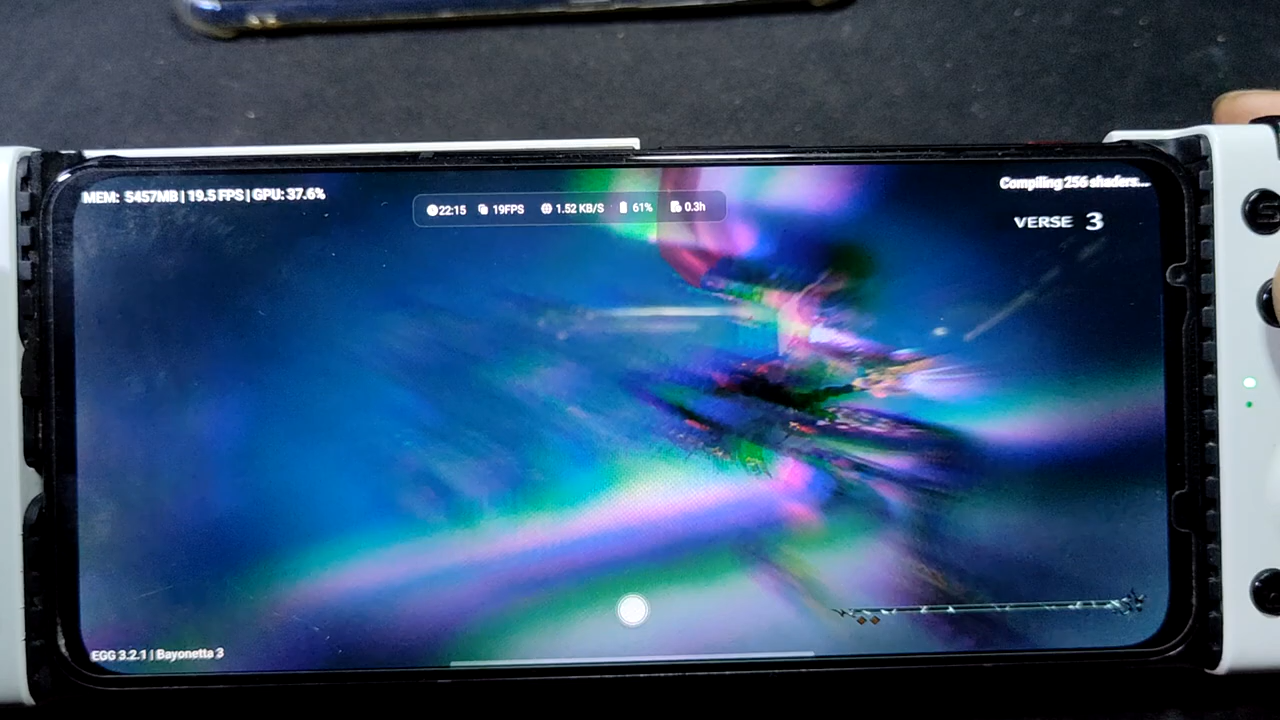 MEM: 5457MB | 19.5 FPS | GPU: 37.6%
22:15 19FPS 1.52 KB/S 61% 0.3h
Compiling 256 shaders...
VERSE 3
EGG 3.2.1 | Bayonetta 3